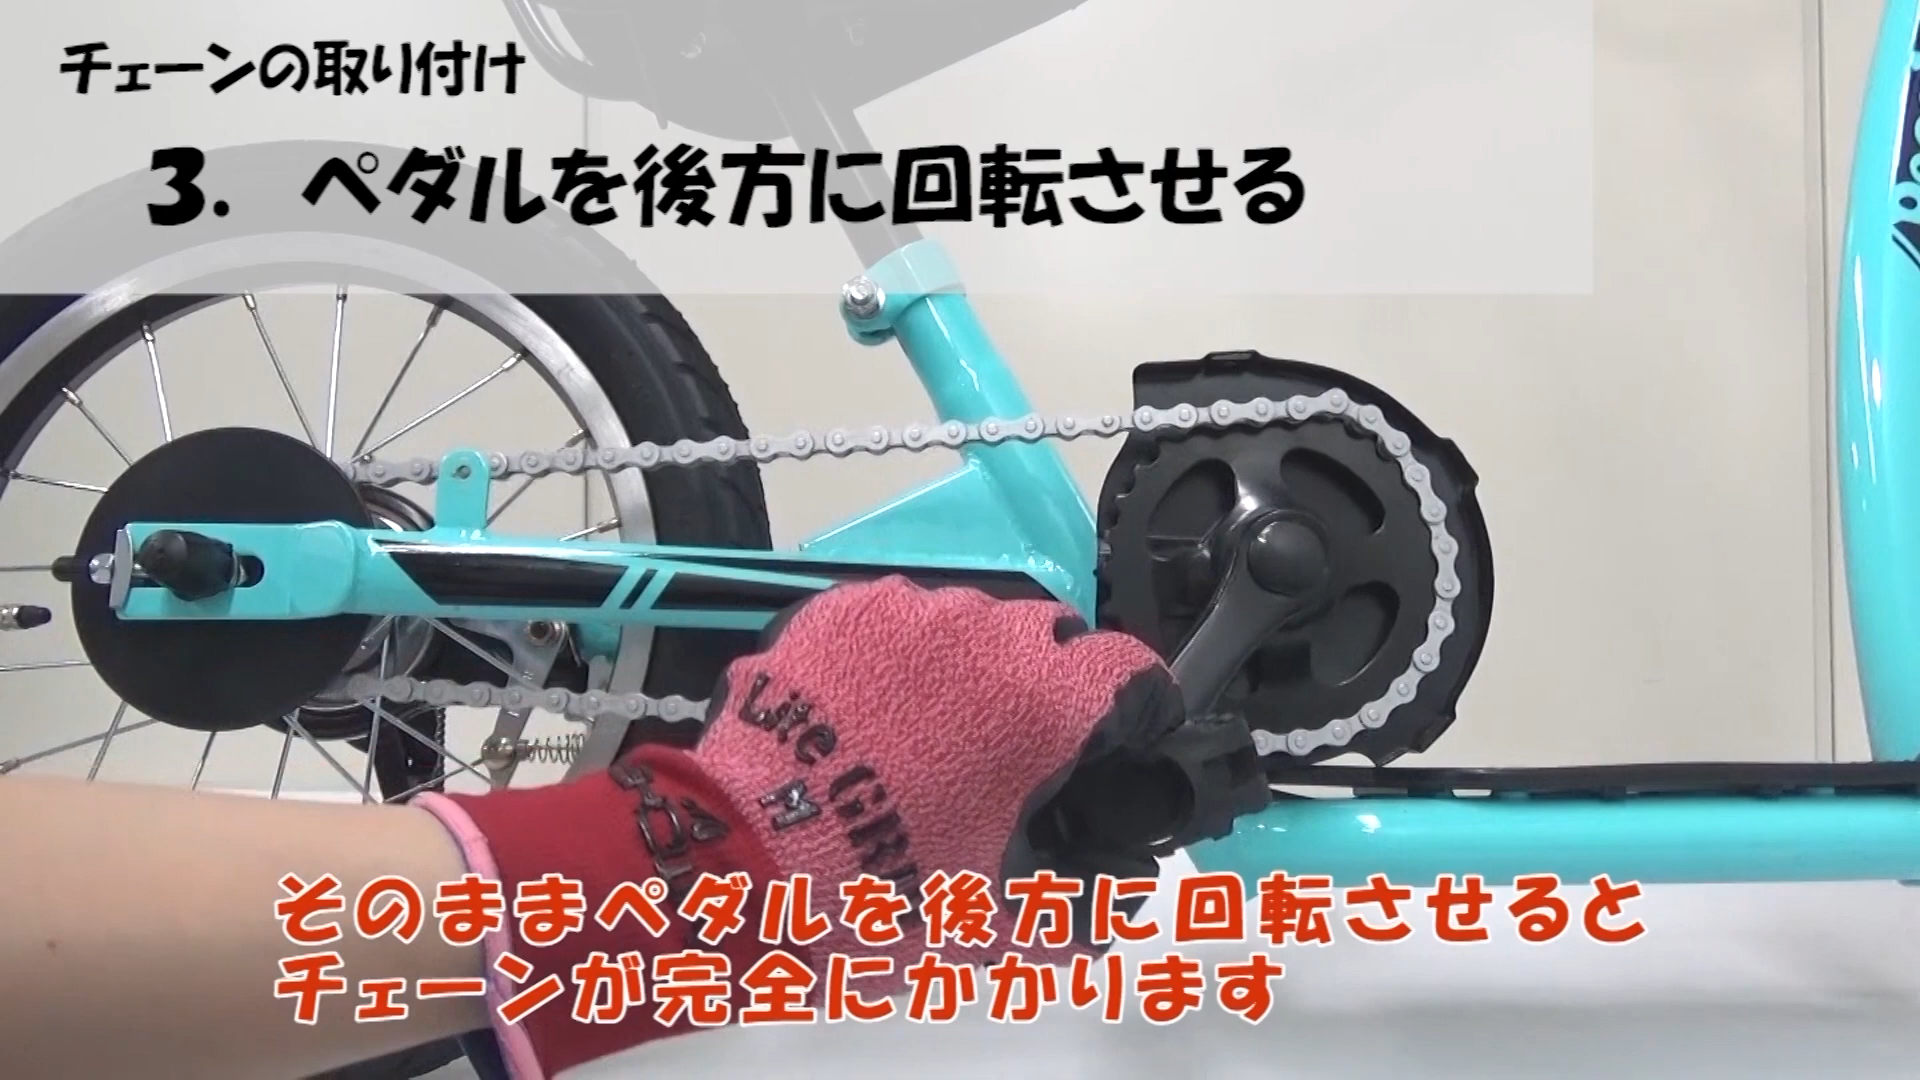 チェーンの取り付け
3. ペダルを後方に回転させる
Lite GRI
M
そのままペダルを後方に回転させると
チェーンが完全にかかります